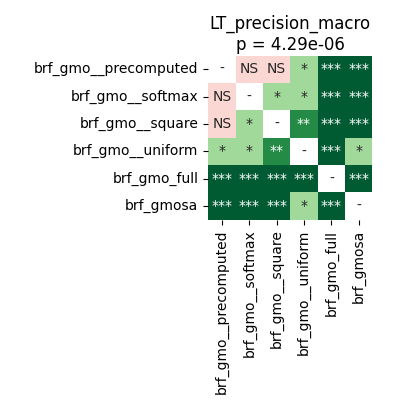 LT_precision_macro
p = 4.29e-06
brf_gmo__precomputed - NS NS * *** ***
brf_gmo__softmax NS - * * *** ***
brf_gmo__square NS * - ** *** ***
brf_gmo__uniform * * ** - *** *
brf_gmo_full *** *** *** *** - ***
brf_gmosa *** *** *** * *** -
brf_gmo__precomputed
brf_gmo__softmax
brf_gmo__square
brf_gmo__uniform
brf_gmo_full
brf_gmosa